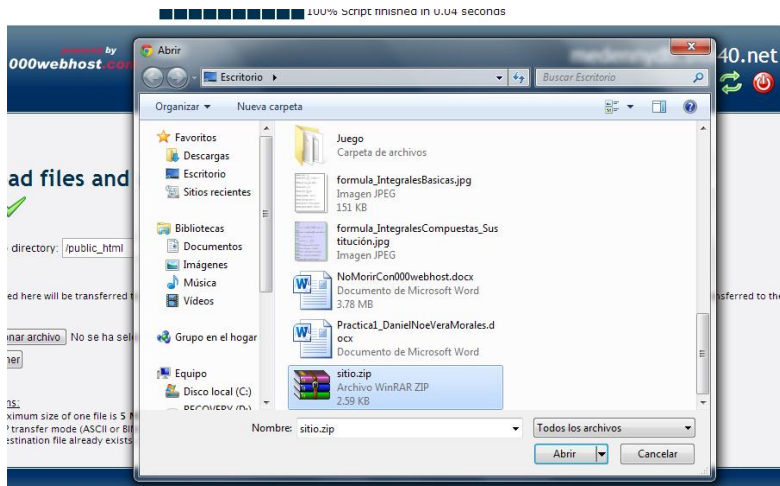 100% Script finished in 0.04 seconds
powered by
000webhost.com
40.net
Abrir
Escritorio
Buscar Escritorio
Organizar
Nueva carpeta
Favoritos
Descargas
Escritorio
Sitios recientes
Bibliotecas
Documentos
Imágenes
Música
Vídeos
Grupo en el hogar
Equipo
Disco local (C:)
RECOVERY (D:)
Juego
Carpeta de archivos
formula_IntegralesBasicas.jpg
Imagen JPEG
151 KB
formula_IntegralesCompuestas_Sus
titución.jpg
Imagen JPEG
NoMorirCon000webhost.docx
Documento de Microsoft Word
3.78 MB
Practica1_DanielNoeVeraMorales.d
ocx
Documento de Microsoft Word
sitio.zip
Archivo WinRAR ZIP
2.59 KB
Nombre: sitio.zip
Todos los archivos
Abrir
Cancelar
ad files and
directory: /public_html
ed here will be transferred t
nsferred to the
onar archivo No se ha sel
ner
ns:
ximum size of one file is 5 M
P transfer mode (ASCII or BI
estination file already exists